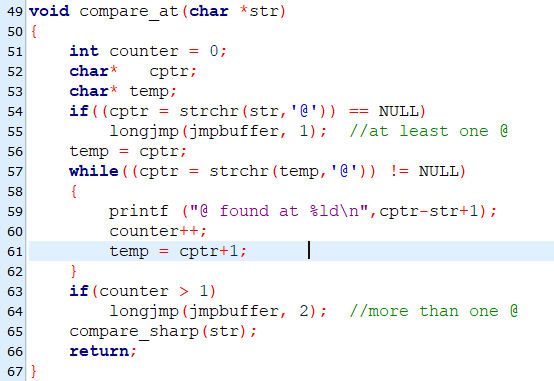 49 void compare_at(char *str)
50 {
51     int counter = 0;
52     char*   cptr;
53     char* temp;
54     if((cptr = strchr(str,'@')) == NULL)
55         longjmp(jmpbuffer, 1);  //at least one @
56     temp = cptr;
57     while((cptr = strchr(temp,'@')) != NULL)
58     {
59         printf ("@ found at %ld\n",cptr-str+1);
60         counter++;
61         temp = cptr+1;
62     }
63     if(counter > 1)
64         longjmp(jmpbuffer, 2);  //more than one @
65     compare_sharp(str);
66     return;
67 }